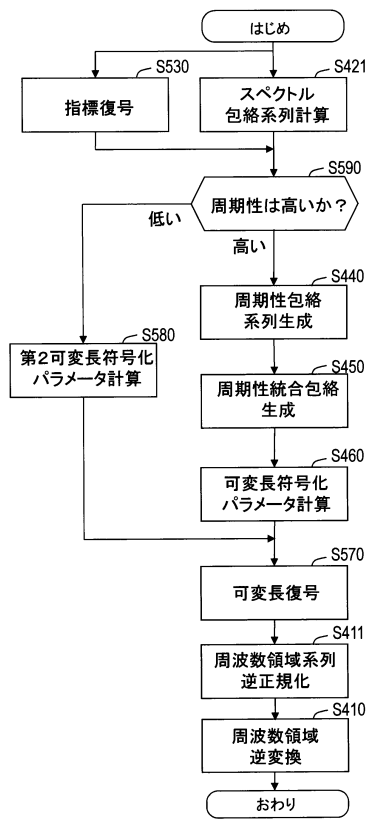 はじめ
S530
指標復号
S421
スペクトル
包絡系列計算
S590
周期性は高いか？
低い
高い
S440
周期性包絡
系列生成
S580
第２可変長符号化
パラメータ計算
S450
周期性統合包絡
生成
S460
可変長符号化
パラメータ計算
S570
可変長復号
S411
周波数領域系列
逆正規化
S410
周波数領域
逆変換
おわり